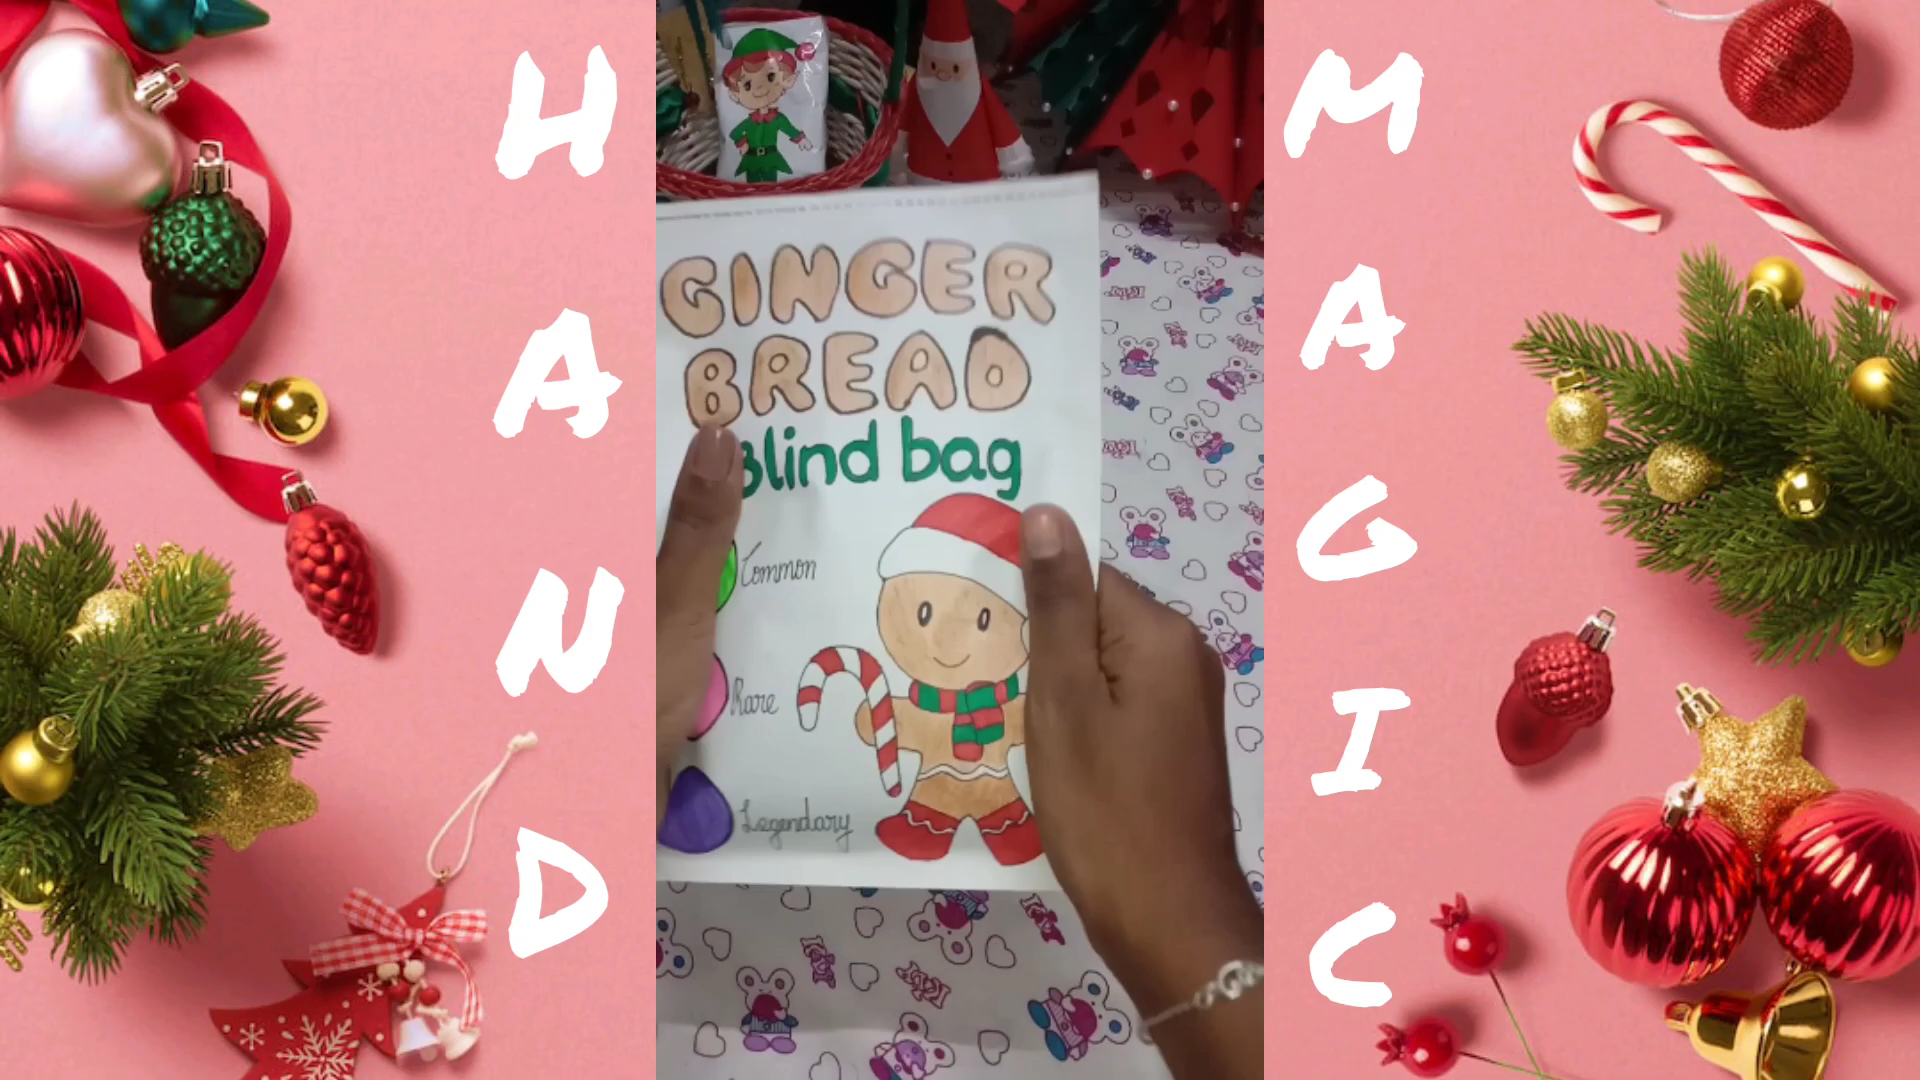 HAND
MAGIC
GINGER
BREAD
Blind bag
Common
Rare
Legendary